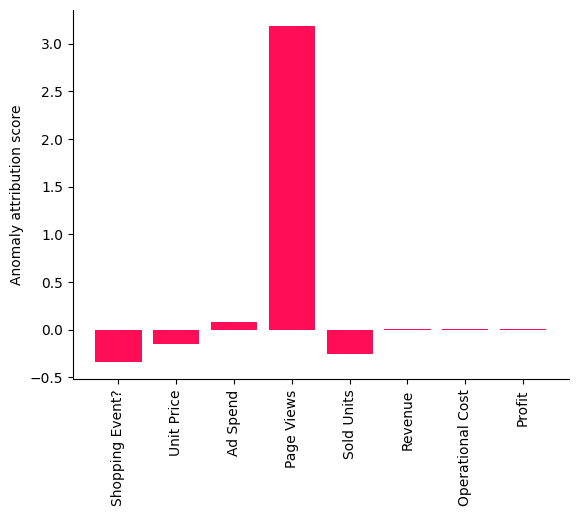 Anomaly attribution score
3.0
2.5
2.0
1.5
1.0
0.5
0.0
−0.5
Shopping Event?
Unit Price
Ad Spend
Page Views
Sold Units
Revenue
Operational Cost
Profit